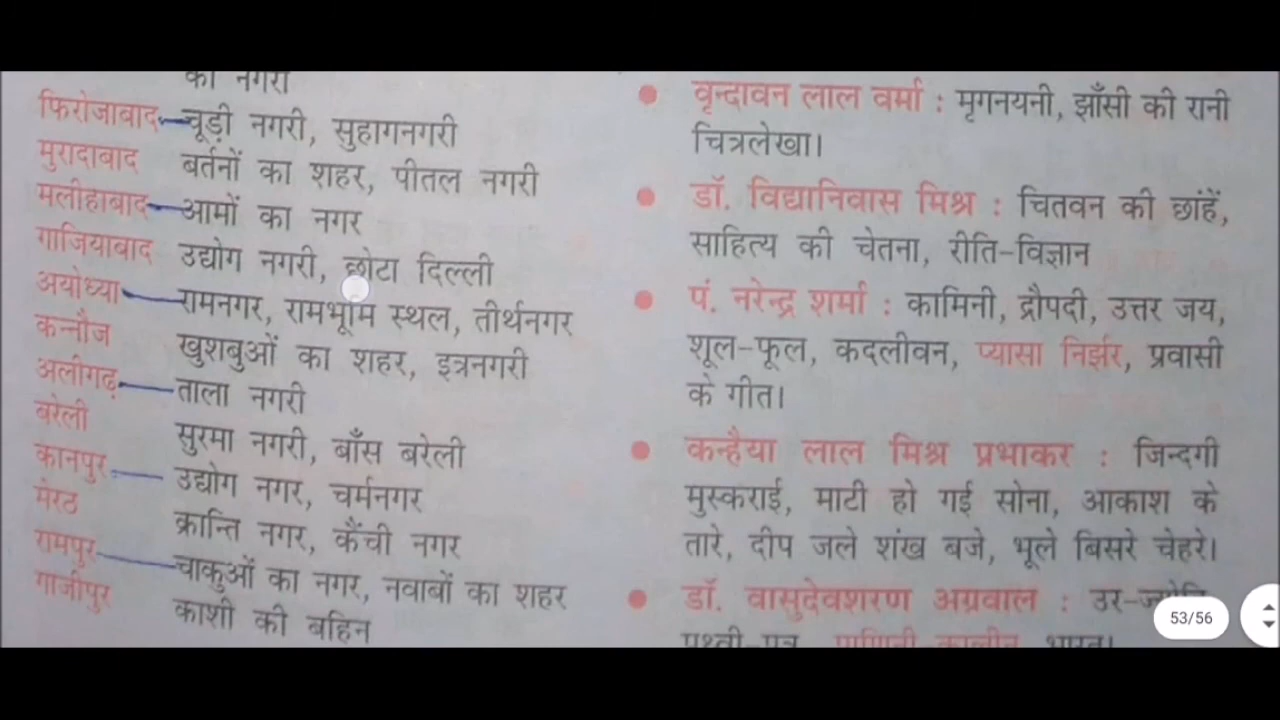 का नगरी
फिरोजाबाद चूड़ी नगरी, सुहागनगरी
मुरादाबाद बर्तनों का शहर, पीतल नगरी
मलीहाबाद आमों का नगर
गाजियाबाद उद्योग नगरी, छोटा दिल्ली
अयोध्या रामनगर, रामभूमि स्थल, तीर्थनगर
कन्नौज खुशबुओं का शहर, इत्रनगरी
अलीगढ़ ताला नगरी
बरेली सुरमा नगरी, बाँस बरेली
कानपुर उद्योग नगर, चर्मनगर
मेरठ क्रान्ति नगर, कैंची नगर
रामपुर चाकुओं का नगर, नवाबों का शहर
गाजीपुर काशी की बहिन
वृन्दावन लाल वर्मा : मृगनयनी, झाँसी की रानी
चित्रलेखा।
डॉ. विद्यानिवास मिश्र : चितवन की छांहें,
साहित्य की चेतना, रीति-विज्ञान
पं. नरेन्द्र शर्मा : कामिनी, द्रौपदी, उत्तर जय,
शूल-फूल, कदलीवन, प्यासा निर्झर, प्रवासी
के गीत।
कन्हैया लाल मिश्र प्रभाकर : जिन्दगी
मुस्कराई, माटी हो गई सोना, आकाश के
तारे, दीप जले शंख बजे, भूले बिसरे चेहरे।
डॉ. वासुदेवशरण अग्रवाल : उर-ज्योति,
भारत।
53/56